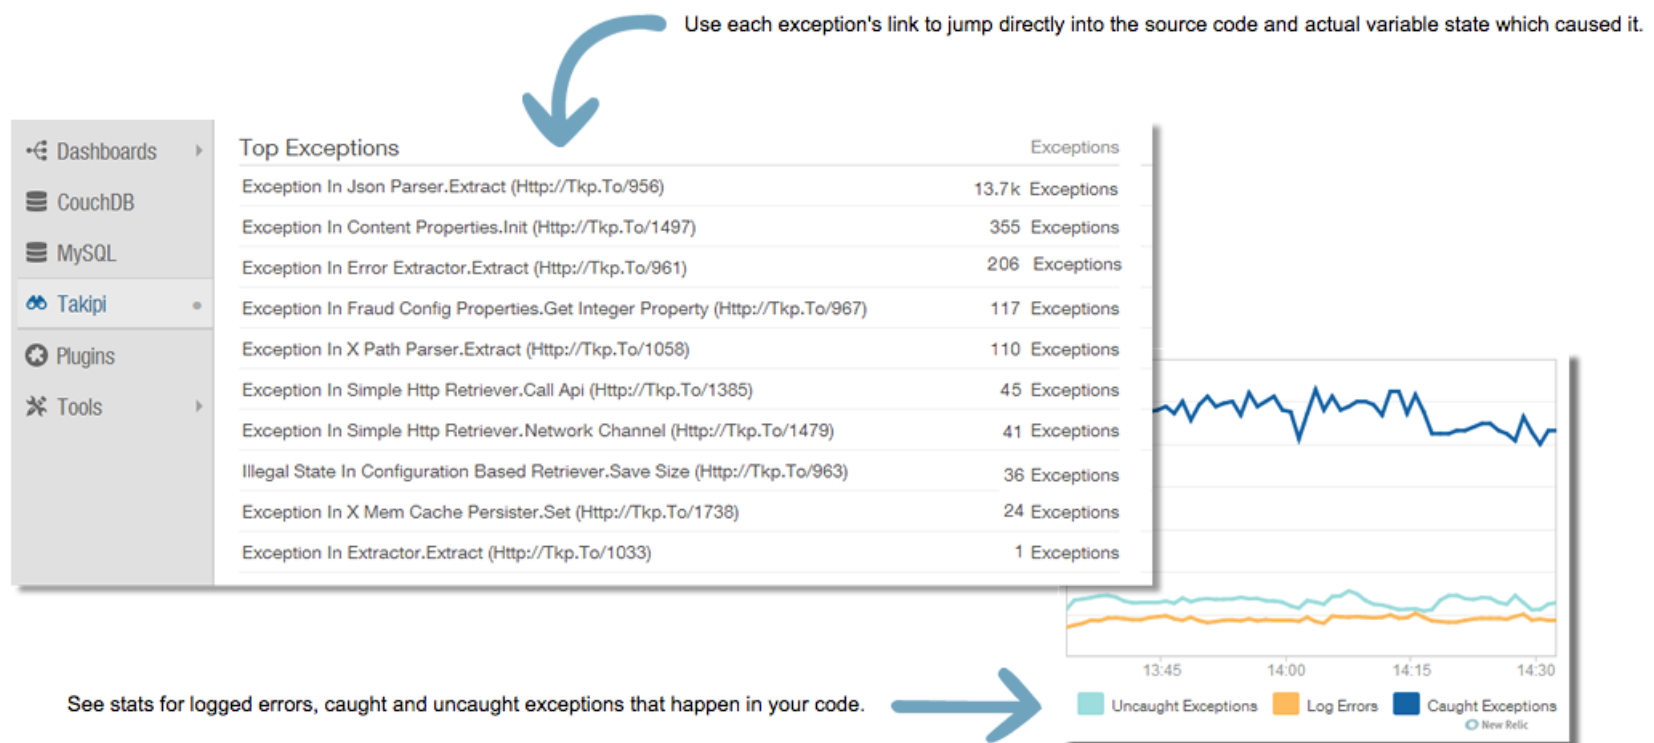 Use each exception's link to jump directly into the source code and actual variable state which caused it.
Dashboards
CouchDB
MySQL
Takipi
Plugins
Tools
Top Exceptions Exceptions
Exception In Json Parser.Extract (Http://Tkp.To/956) 13.7k Exceptions
Exception In Content Properties.Init (Http://Tkp.To/1497) 355 Exceptions
Exception In Error Extractor.Extract (Http://Tkp.To/961) 206 Exceptions
Exception In Fraud Config Properties.Get Integer Property (Http://Tkp.To/967) 117 Exceptions
Exception In X Path Parser.Extract (Http://Tkp.To/1058) 110 Exceptions
Exception In Simple Http Retriever.Call Api (Http://Tkp.To/1385) 45 Exceptions
Exception In Simple Http Retriever.Network Channel (Http://Tkp.To/1479) 41 Exceptions
Illegal State In Configuration Based Retriever.Save Size (Http://Tkp.To/963) 36 Exceptions
Exception In X Mem Cache Persister.Set (Http://Tkp.To/1738) 24 Exceptions
Exception In Extractor.Extract (Http://Tkp.To/1033) 1 Exceptions
13:45 14:00 14:15 14:30
Uncaught Exceptions Log Errors Caught Exceptions
New Relic
See stats for logged errors, caught and uncaught exceptions that happen in your code.